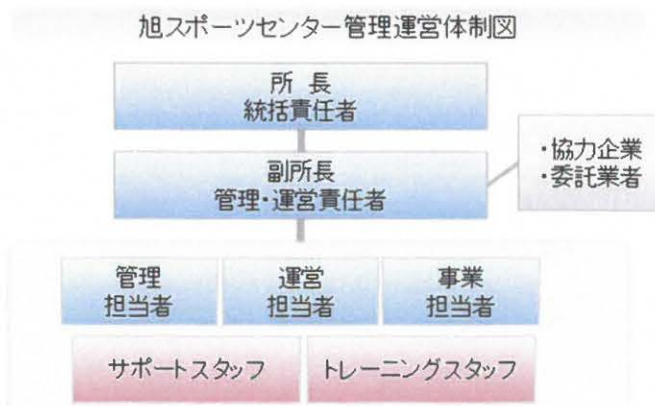 旭スポーツセンター管理運営体制図
所 長
統括責任者
副所長
管理・運営責任者
・協力企業
・委託業者
管理
担当者
運営
担当者
事業
担当者
サポートスタッフ
トレーニングスタッフ